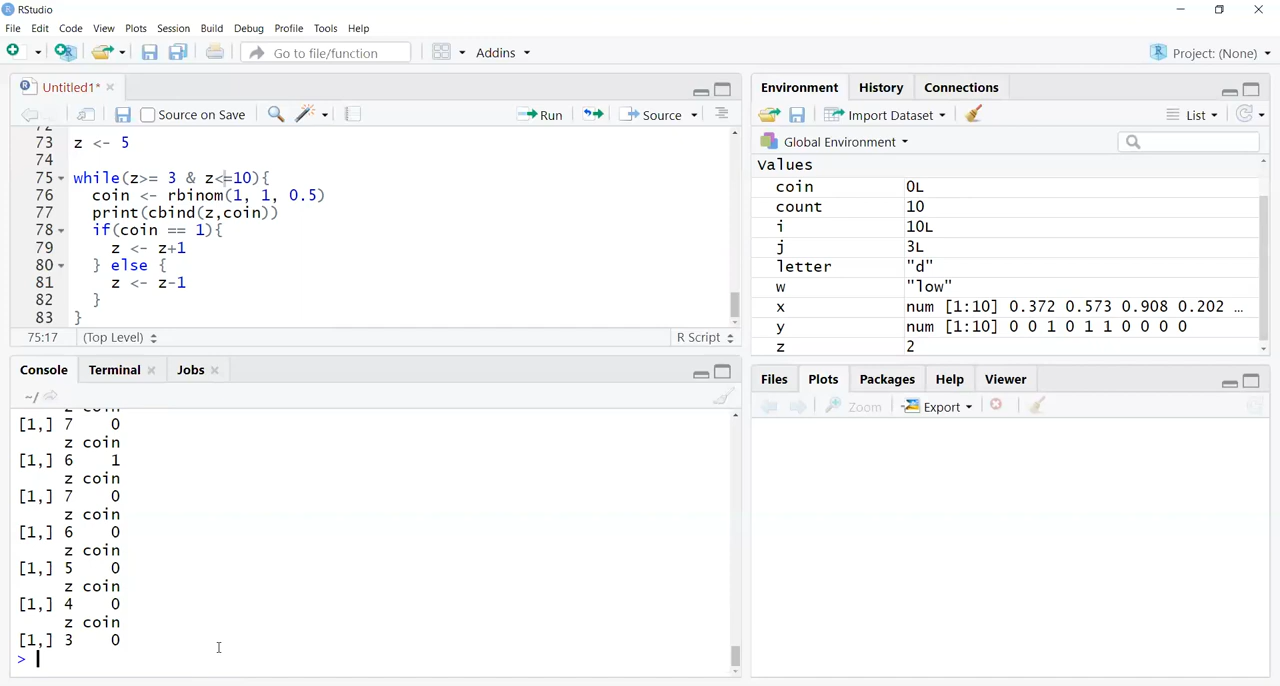 RStudio
File Edit Code View Plots Session Build Debug Profile Tools Help
Go to file/function Addins Project: (None)
Untitled1*
Source on Save Run Source
72
73 z <- 5
74
75 while(z>= 3 & z<=10){
76 coin <- rbinom(1, 1, 0.5)
77 print(cbind(z,coin))
78 if(coin == 1){
79 z <- z+1
80 } else {
81 z <- z-1
82 }
83 }
75:17 (Top Level) R Script
Console Terminal Jobs
~/
z coin
[1,] 7 0
z coin
[1,] 6 1
z coin
[1,] 7 0
z coin
[1,] 6 0
z coin
[1,] 5 0
z coin
[1,] 4 0
z coin
[1,] 3 0
>
Environment History Connections
Import Dataset List
Global Environment
Values
coin 0L
count 10
i 10L
j 3L
letter "d"
w "low"
x num [1:10] 0.372 0.573 0.908 0.202 …
y num [1:10] 0 0 1 0 1 1 0 0 0 0
z 2
Files Plots Packages Help Viewer
Zoom Export